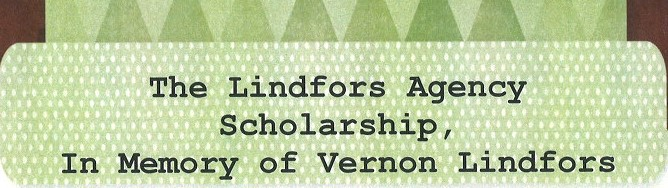 The Lindfors Agency
Scholarship,
In Memory of Vernon Lindfors